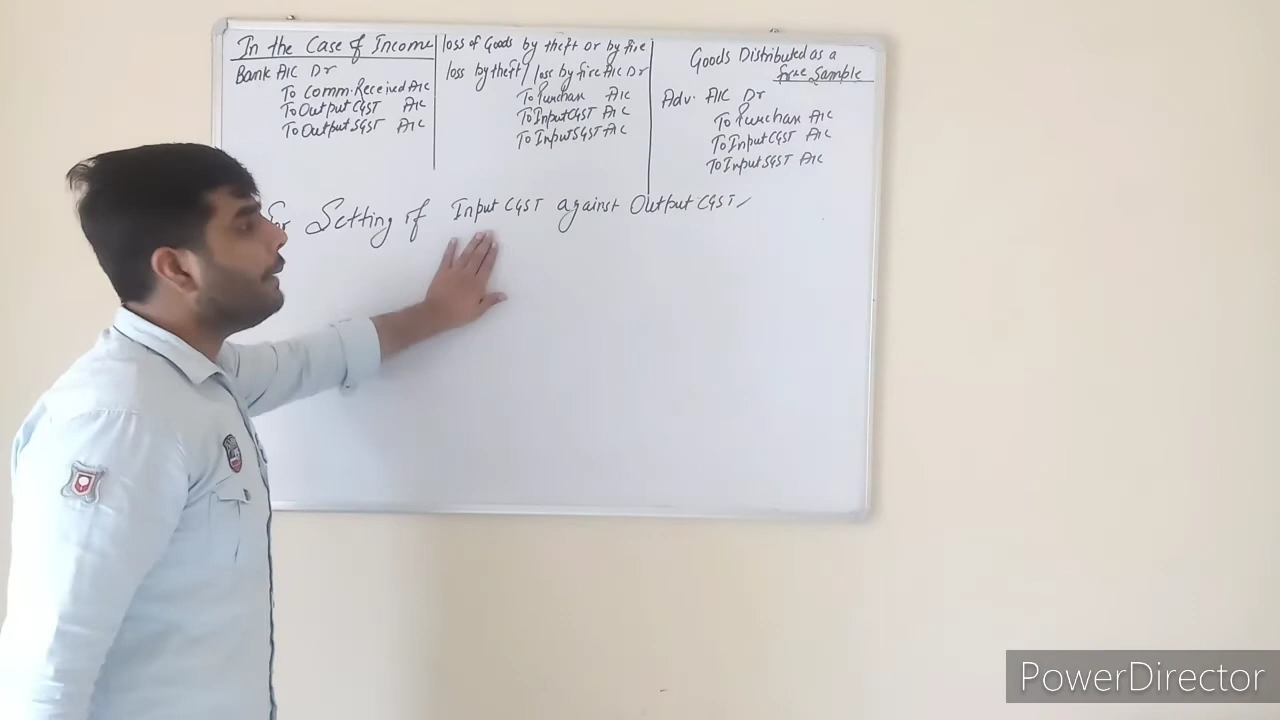 In the Case of Income
Bank A/C Dr
To Comm. Received A/C
To Output CGST A/C
To Output SGST A/C
loss of Goods by theft or by fire
loss by theft / loss by fire A/C Dr
To Purchase A/C
To Input CGST A/C
To Input SGST A/C
Goods Distributed as a
free Sample
Adv. A/C Dr
To Purchase A/C
To Input CGST A/C
To Input SGST A/C
For Setting of Input CGST against Output CGST
PowerDirector